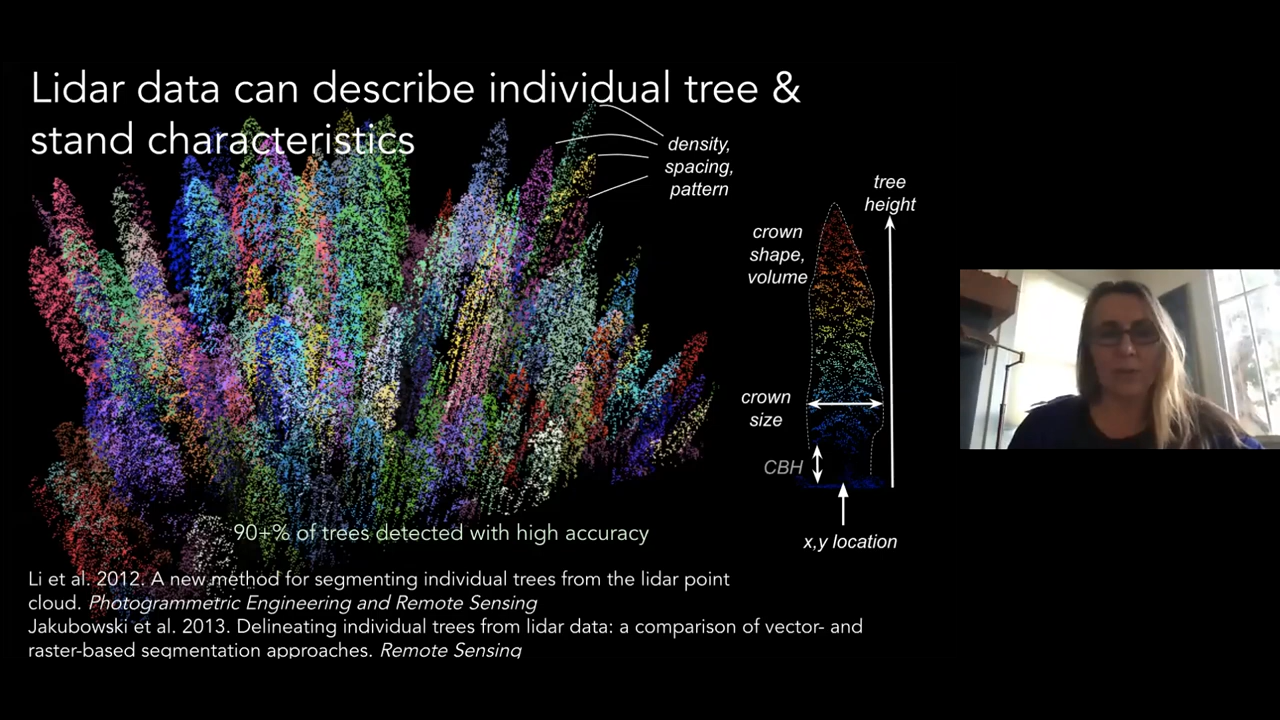 Lidar data can describe individual tree &
stand characteristics
density,
spacing,
pattern
tree
height
crown
shape,
volume
crown
size
CBH
x,y location
90+% of trees detected with high accuracy
Li et al. 2012. A new method for segmenting individual trees from the lidar point
cloud. Photogrammetric Engineering and Remote Sensing
Jakubowski et al. 2013. Delineating individual trees from lidar data: a comparison of vector- and
raster-based segmentation approaches. Remote Sensing